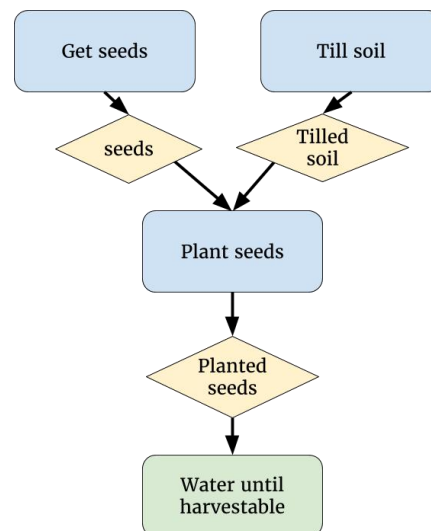 Get seeds
Till soil
seeds
Tilled
soil
Plant seeds
Planted
seeds
Water until
harvestable